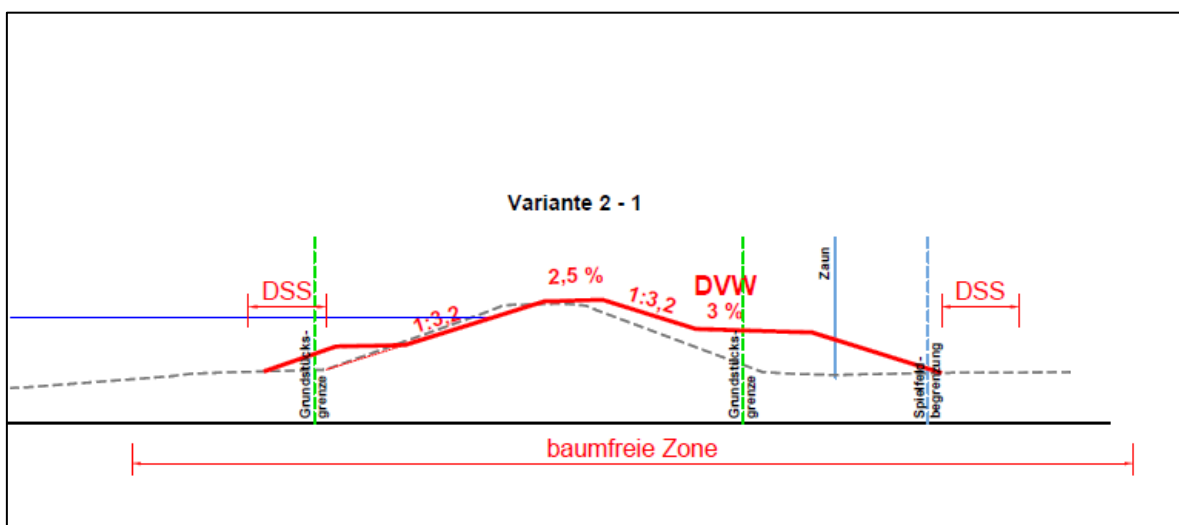 Variante 2 - 1
DSS
1:3,2
2,5 %
1:3,2
DVW
3 %
Zaun
DSS
Grundstücks-
grenze
Grundstücks-
grenze
Spielfeld-
begrenzung
baumfreie Zone